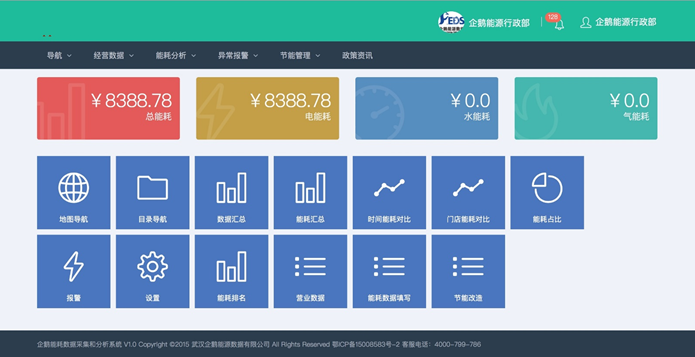 EDS 企鹅能源行政部 128 企鹅能源行政部
导航 经营数据 能耗分析 异常报警 节能管理 政策资讯
￥8388.78 ￥8388.78 ￥0.0 ￥0.0
总能耗 电能耗 水能耗 气能耗
地图导航 目录导航 数据汇总 能耗汇总 时间能耗对比 门店能耗对比 能耗占比
报警 设置 能耗排名 营业数据 能耗数据填写 节能改造
企鹅能耗数据采集和分析系统 V1.0 Copyright ©2015 武汉企鹅能源数据有限公司 All Rights Reserved 鄂ICP备15008583号-2 客服电话：4000-799-786